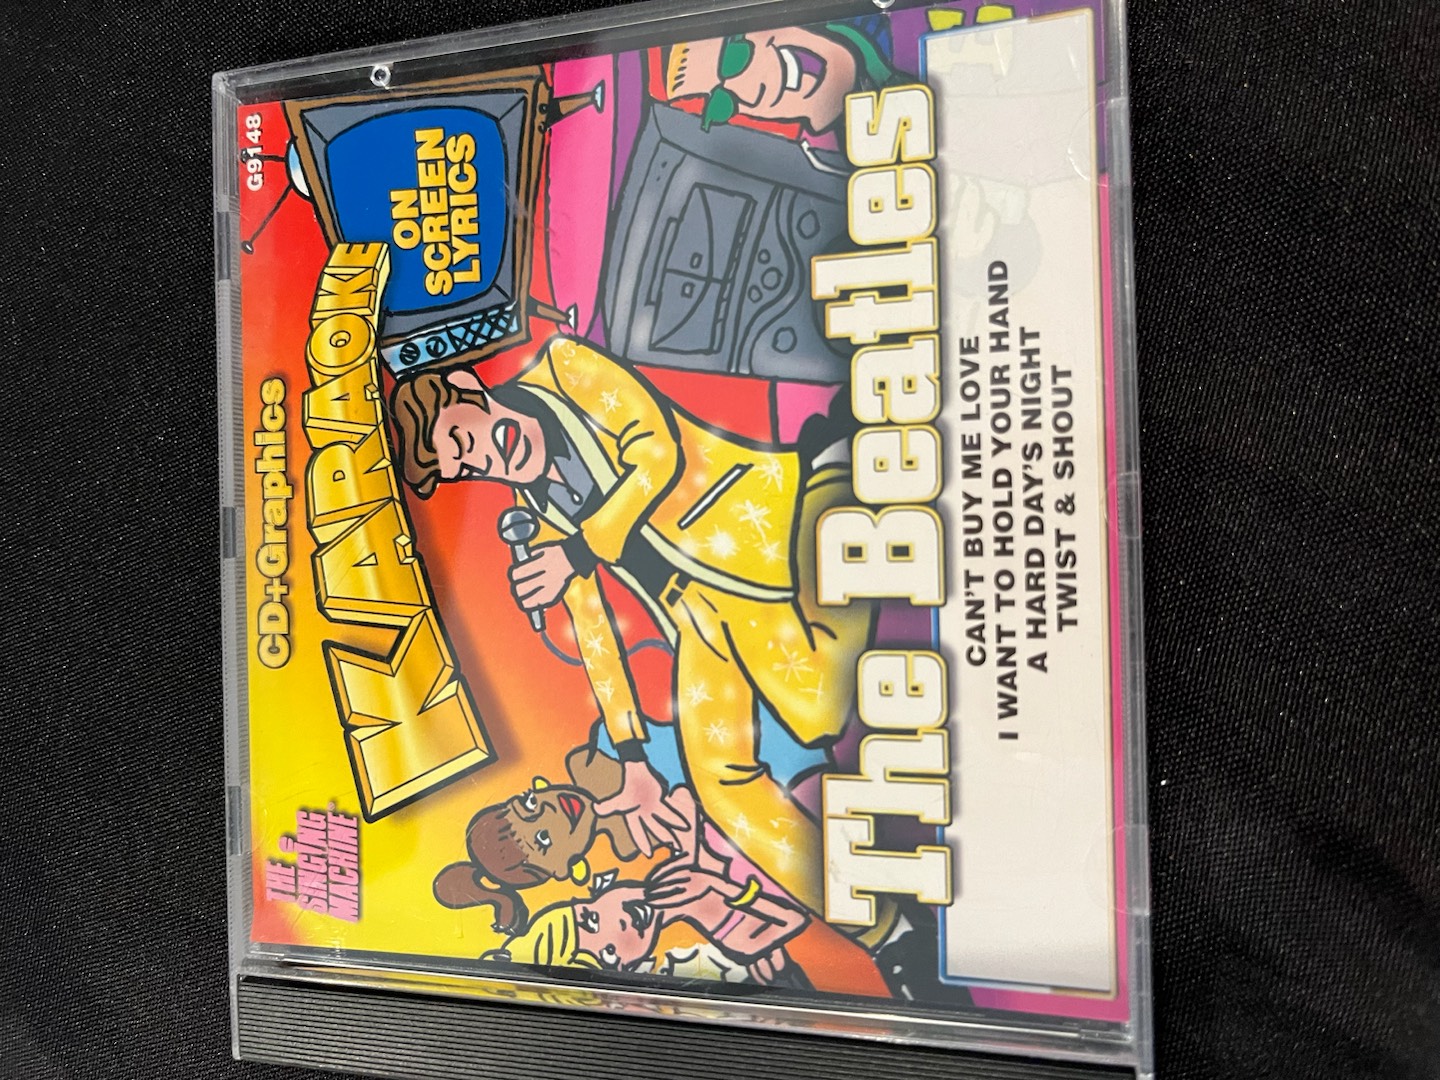 THE
SINGING
MACHINE
CD+Graphics
G9148
KARAOKE
ON
SCREEN
LYRICS
The Beatles
CAN'T BUY ME LOVE
I WANT TO HOLD YOUR HAND
A HARD DAY'S NIGHT
TWIST & SHOUT